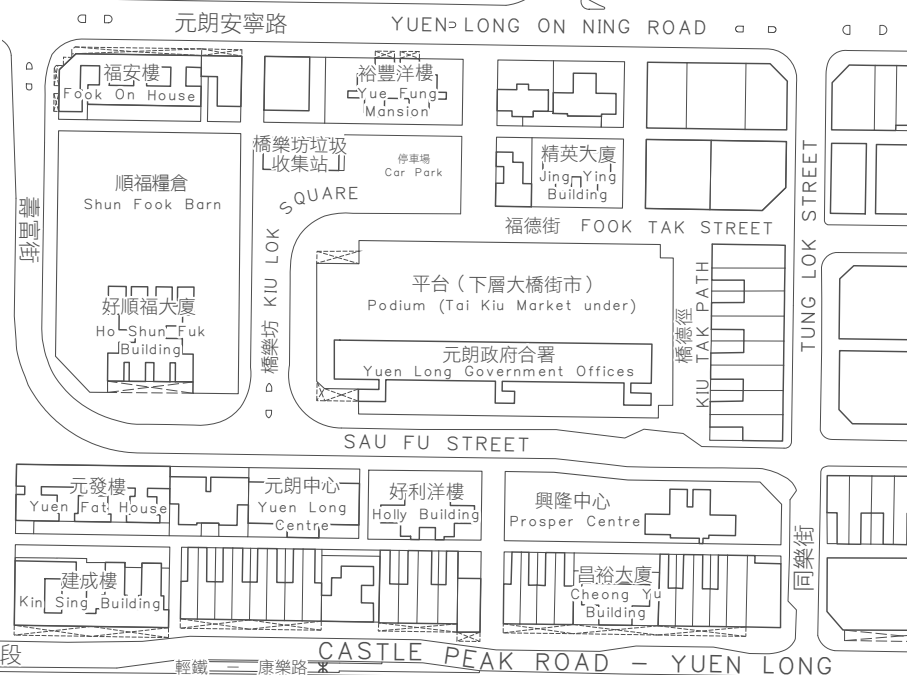 元朗安寧路 YUEN LONG ON NING ROAD
福安樓
Fook On House
裕豐洋樓
Yue Fung
Mansion
橋樂坊垃圾
收集站
停車場
Car Park
精英大廈
Jing Ying
Building
順福糧倉
Shun Fook Barn
壽富街
橋樂坊 KIU LOK SQUARE
福德街 FOOK TAK STREET
TUNG LOK STREET
平台（下層大橋街市）
Podium (Tai Kiu Market under)
橋德徑
KIU TAK PATH
好順福大廈
Ho Shun Fuk
Building
元朗政府合署
Yuen Long Government Offices
SAU FU STREET
元發樓
Yuen Fat House
元朗中心
Yuen Long
Centre
好利洋樓
Holly Building
興隆中心
Prosper Centre
同樂街
建成樓
Kin Sing Building
昌裕大廈
Cheong Yu
Building
段
CASTLE PEAK ROAD - YUEN LONG
輕鐵 — 康樂路